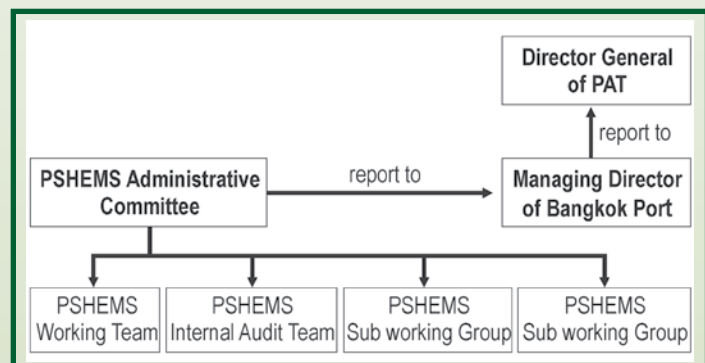 Director General
of PAT
report to
PSHEMS Administrative
Committee
report to
Managing Director
of Bangkok Port
PSHEMS
Working Team
PSHEMS
Internal Audit Team
PSHEMS
Sub working Group
PSHEMS
Sub working Group